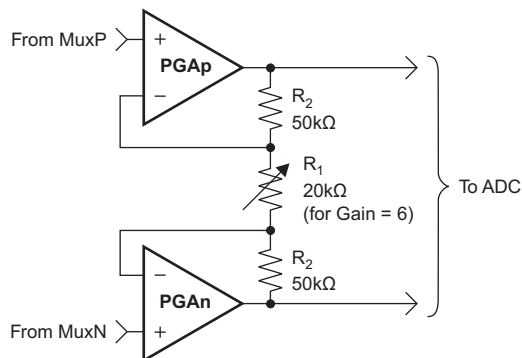 From MuxP
+
PGAp
−
R2
50kΩ
R1
20kΩ
(for Gain = 6)
To ADC
R2
50kΩ
−
PGAn
From MuxN
+